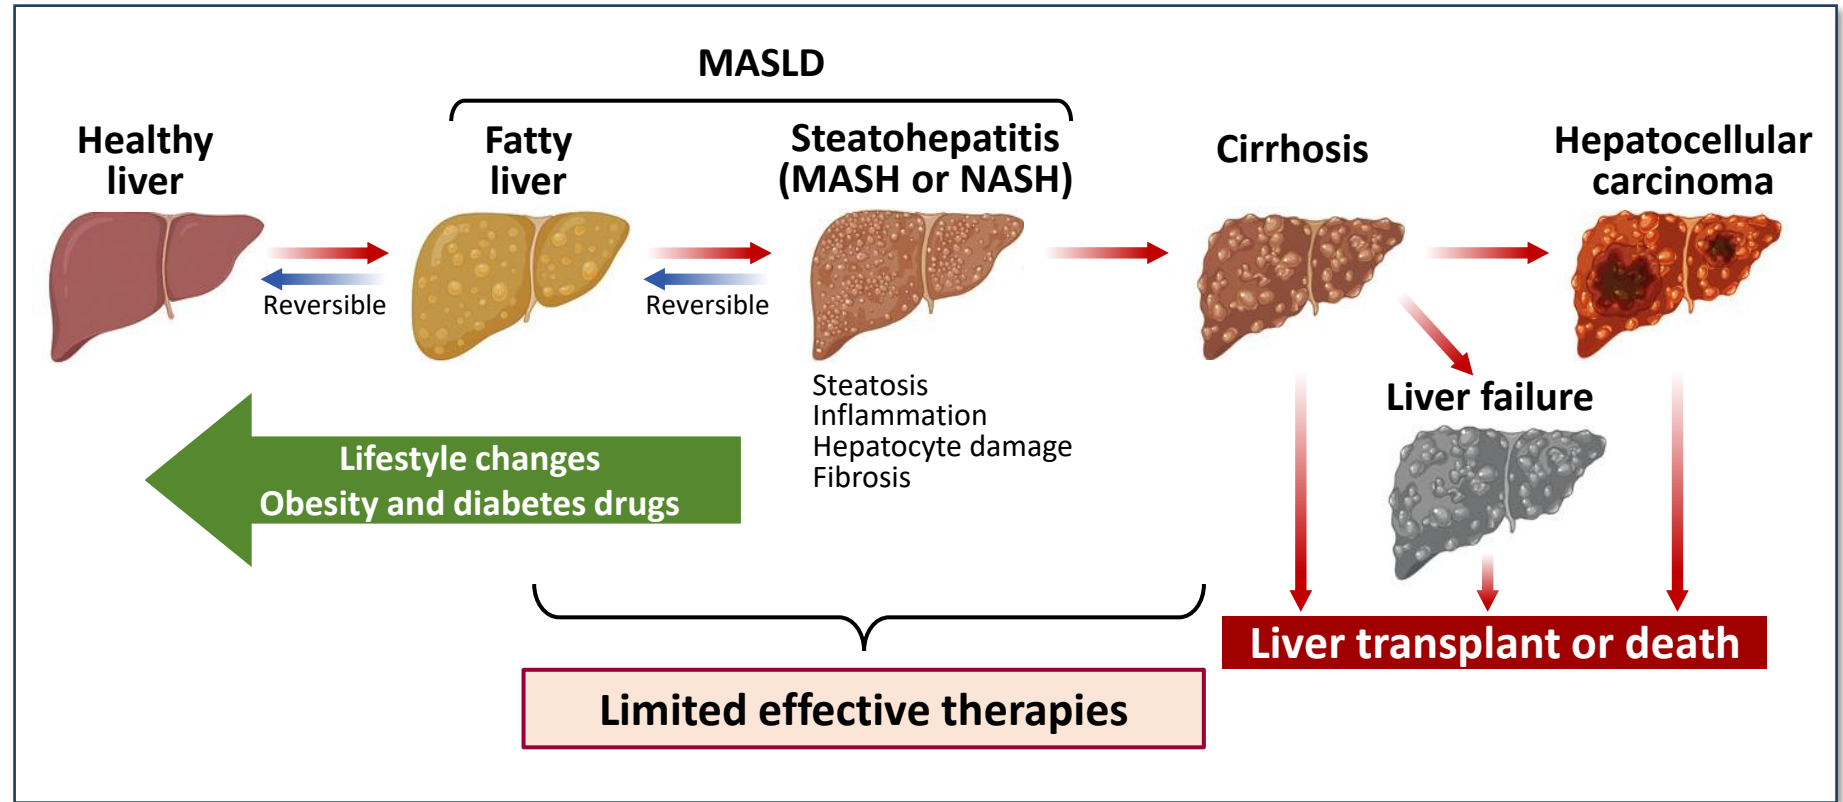 MASLD
Healthy
liver
Fatty
liver
Steatohepatitis
(MASH or NASH)
Cirrhosis
Hepatocellular
carcinoma
Reversible
Reversible
Steatosis
Inflammation
Hepatocyte damage
Fibrosis
Liver failure
Lifestyle changes
Obesity and diabetes drugs
Liver transplant or death
Limited effective therapies